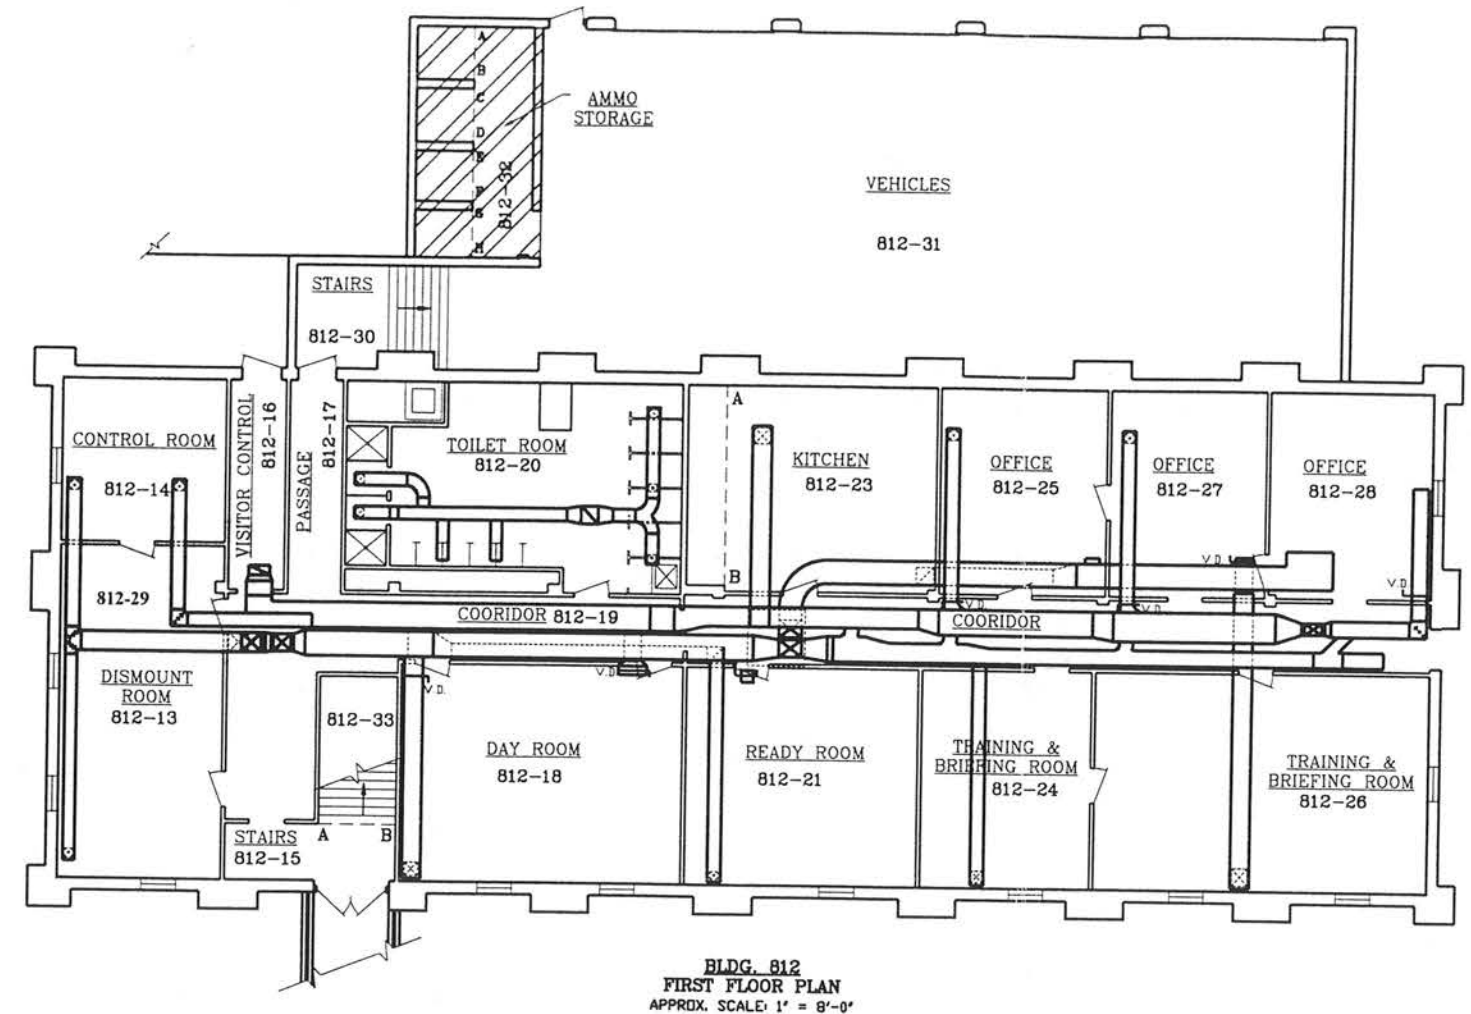 A
B
C
D
E
F
G
H
812-32
AMMO
STORAGE
VEHICLES
812-31
STAIRS
812-30
CONTROL ROOM
812-14
VISITOR CONTROL
812-16
PASSAGE
812-17
TOILET ROOM
812-20
A
B
KITCHEN
812-23
OFFICE
812-25
OFFICE
812-27
OFFICE
812-28
V.D.
V.D.
V.D.
V.D.
812-29
COORIDOR 812-19
COORIDOR
DISMOUNT
ROOM
812-13
812-33
V.D.
V.D.
DAY ROOM
812-18
READY ROOM
812-21
TRAINING &
BRIEFING ROOM
812-24
TRAINING &
BRIEFING ROOM
812-26
STAIRS
812-15
A
B
BLDG. 812
FIRST FLOOR PLAN
APPROX. SCALE: 1" = 8'-0"